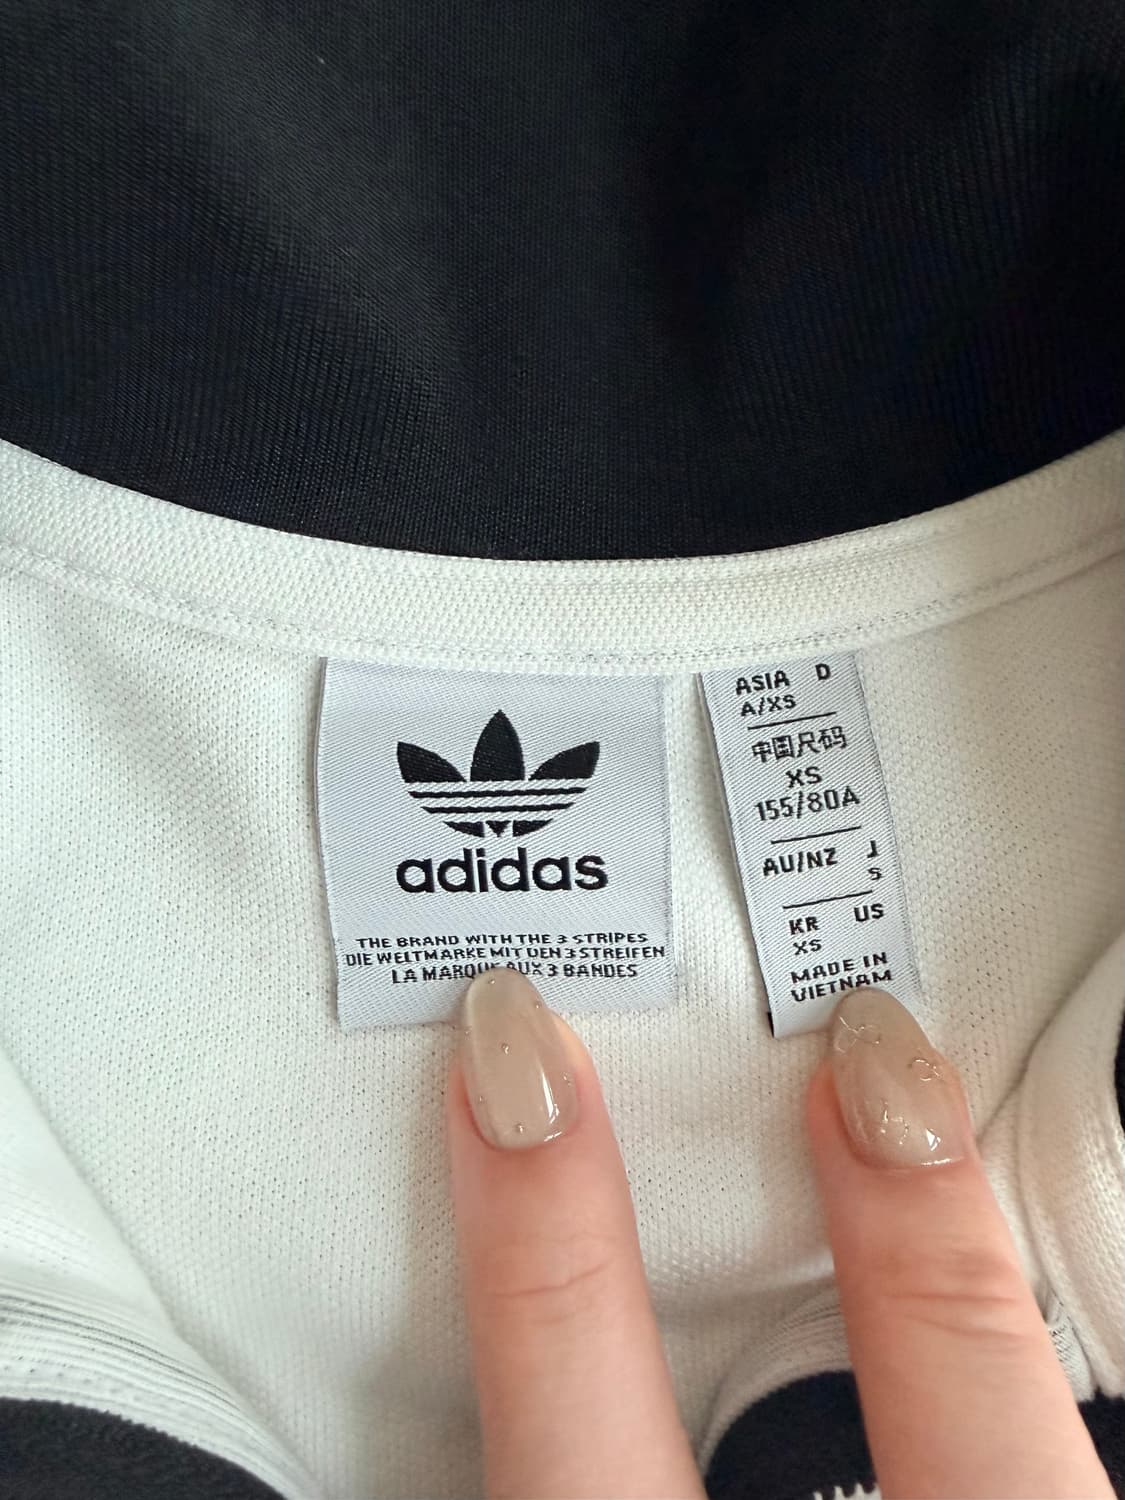 adidas
THE BRAND WITH THE 3 STRIPES
DIE WELTMARKE MIT DEN 3 STREIFEN
LA MARQUE AUX 3 BANDES
ASIA D
A/XS
中国尺码
XS
155/80A
AU/NZ J
S
KR US
XS
MADE IN
VIETNAM